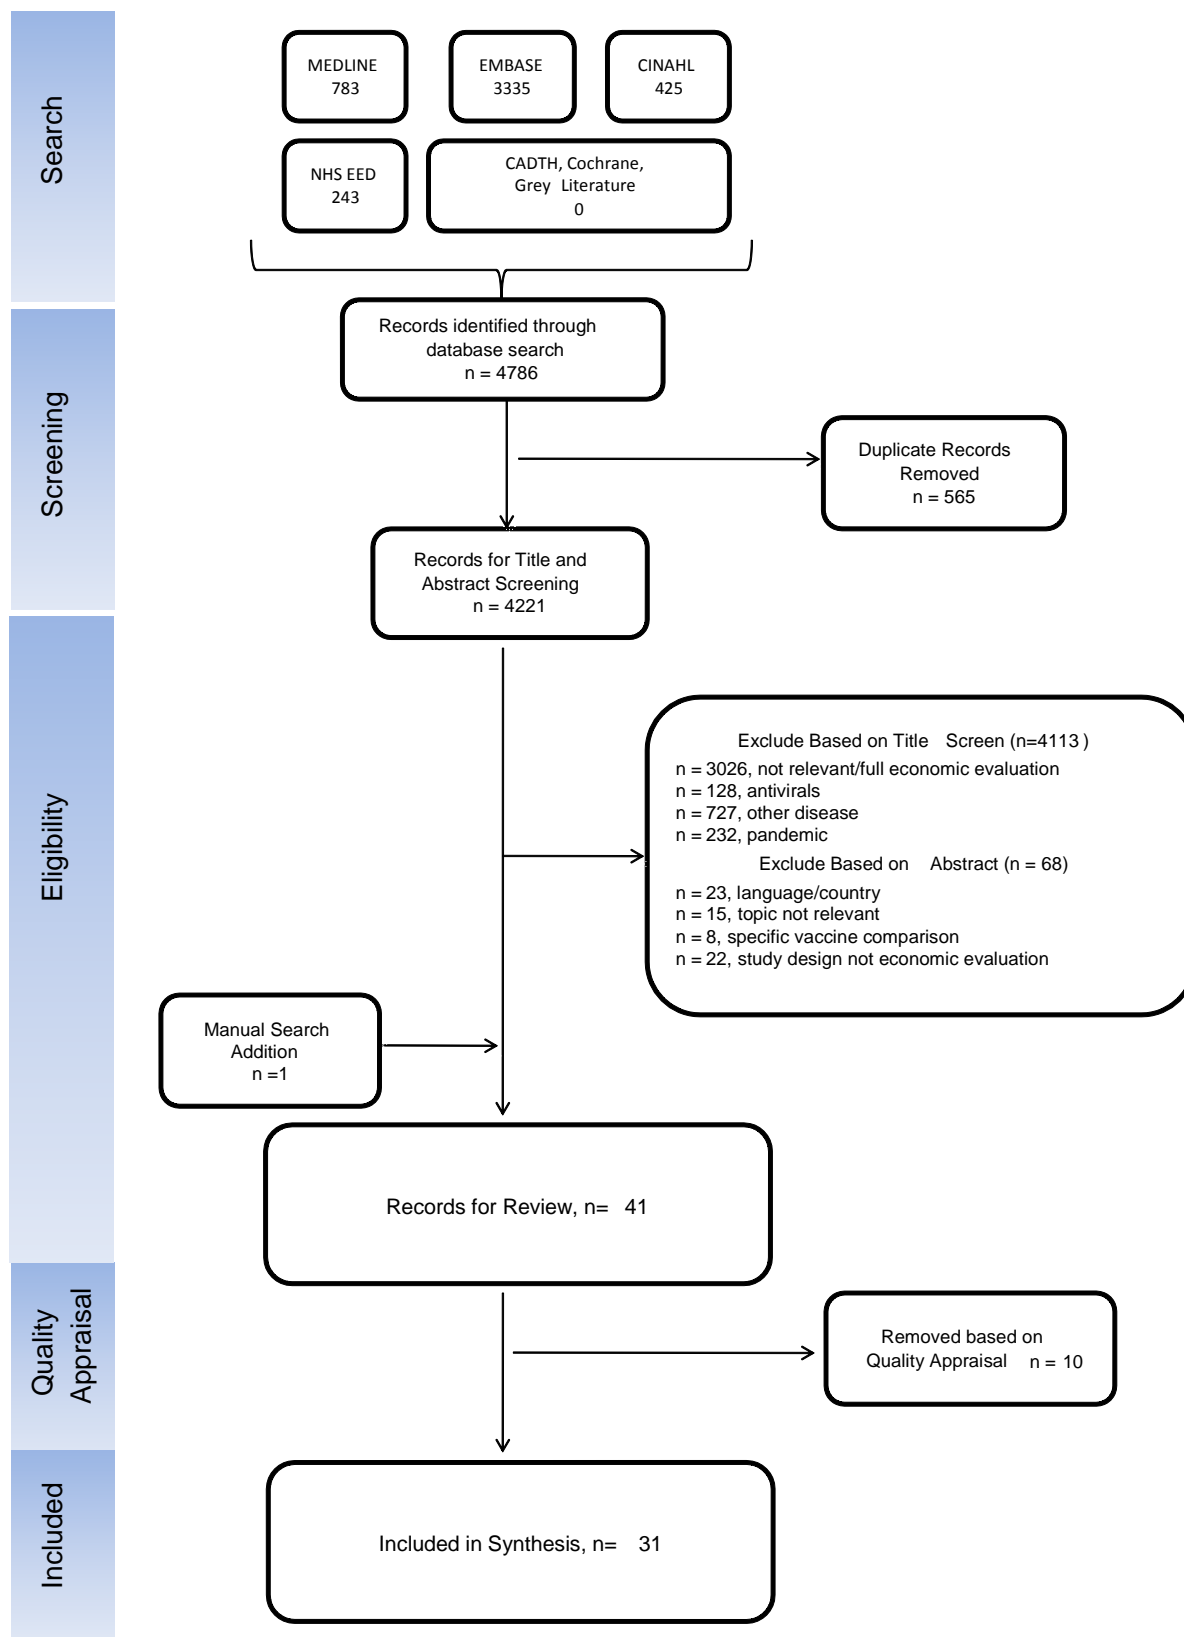 Search
MEDLINE
783
EMBASE
3335
CINAHL
425
NHS EED
243
CADTH, Cochrane,
Grey Literature
0
Screening
Records identified through
database search
n = 4786
Duplicate Records
Removed
n = 565
Records for Title and
Abstract Screening
n = 4221
Eligibility
Exclude Based on Title Screen (n=4113 )
n = 3026, not relevant/full economic evaluation
n = 128, antivirals
n = 727, other disease
n = 232, pandemic
Exclude Based on Abstract (n = 68)
n = 23, language/country
n = 15, topic not relevant
n = 8, specific vaccine comparison
n = 22, study design not economic evaluation
Manual Search
Addition
n =1
Records for Review, n= 41
Quality
Appraisal
Removed based on
Quality Appraisal n = 10
Included
Included in Synthesis, n= 31